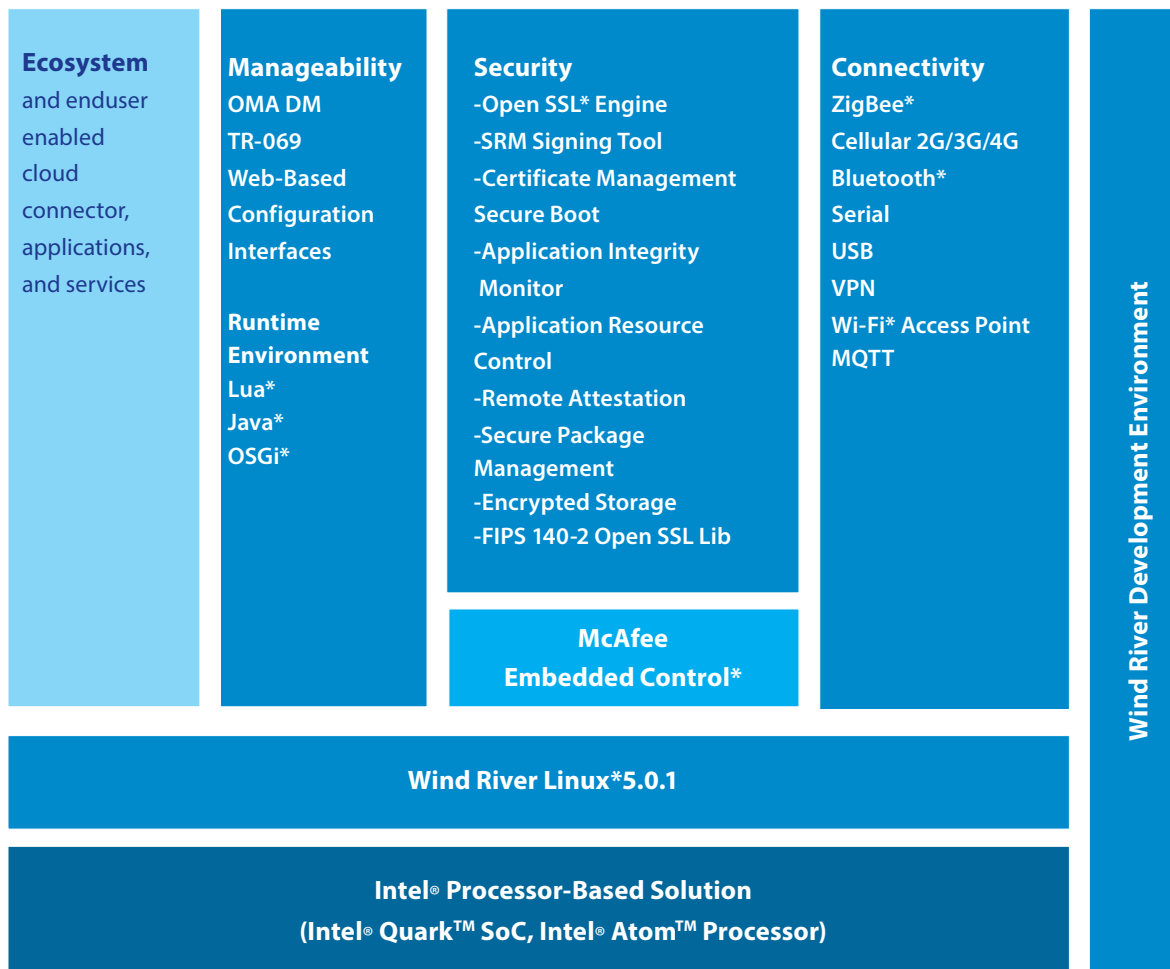 Ecosystem
and enduser
enabled
cloud
connector,
applications,
and services
Manageability
OMA DM
TR-069
Web-Based
Configuration
Interfaces
Runtime
Environment
Lua*
Java*
OSGi*
Security
-Open SSL* Engine
-SRM Signing Tool
-Certificate Management
Secure Boot
-Application Integrity
Monitor
-Application Resource
Control
-Remote Attestation
-Secure Package
Management
-Encrypted Storage
-FIPS 140-2 Open SSL Lib
McAfee
Embedded Control*
Connectivity
ZigBee*
Cellular 2G/3G/4G
Bluetooth*
Serial
USB
VPN
Wi-Fi* Access Point
MQTT
Wind River Development Environment
Wind River Linux*5.0.1
Intel® Processor-Based Solution
(Intel® Quark™ SoC, Intel® Atom™ Processor)